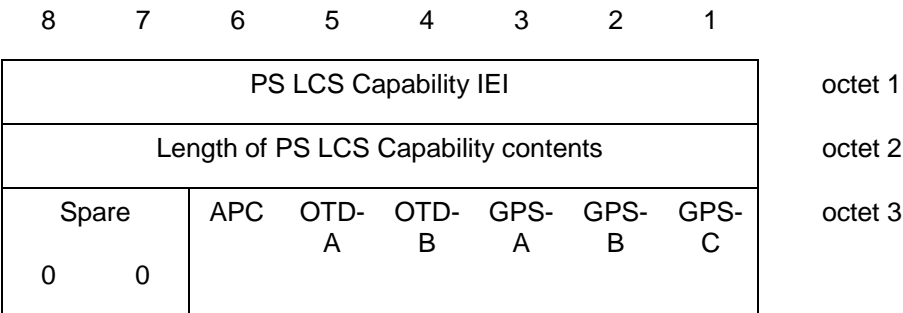 8 7 6 5 4 3 2 1
PS LCS Capability IEI octet 1
Length of PS LCS Capability contents octet 2
Spare APC OTD- OTD- GPS- GPS- GPS- octet 3
A B A B C
0 0